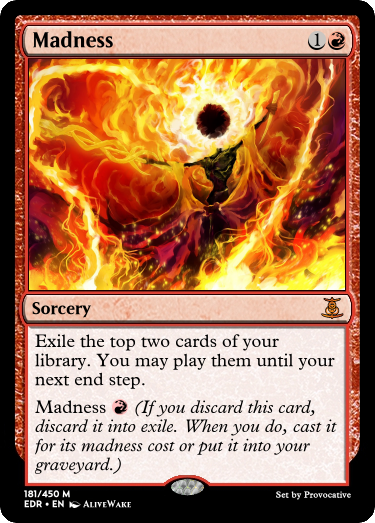 Madness 1
Sorcery
Exile the top two cards of your
library. You may play them until your
next end step.
Madness (If you discard this card,
discard it into exile. When you do, cast it
for its madness cost or put it into your
graveyard.)
181/450 M
EDR • EN AliveWake
Set by Provocative